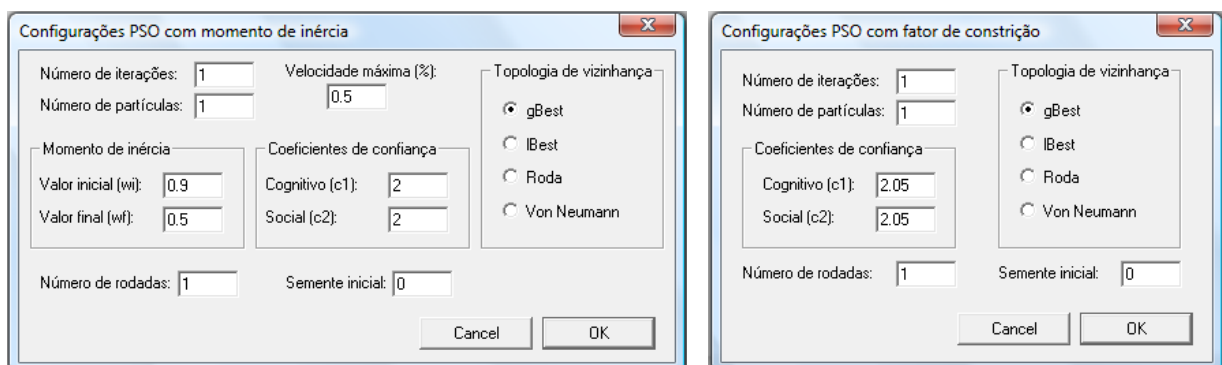 Configurações PSO com momento de inércia
Número de iterações: 1
Velocidade máxima (%):
0.5
Número de partículas: 1
Topologia de vizinhança
gBest
lBest
Roda
Von Neumann
Momento de inércia
Valor inicial (wi): 0.9
Valor final (wf): 0.5
Coeficientes de confiança
Cognitivo (c1): 2
Social (c2): 2
Número de rodadas: 1
Semente inicial: 0
Cancel
OK
Configurações PSO com fator de constrição
Número de iterações: 1
Número de partículas: 1
Topologia de vizinhança
gBest
lBest
Roda
Von Neumann
Coeficientes de confiança
Cognitivo (c1): 2.05
Social (c2): 2.05
Número de rodadas: 1
Semente inicial: 0
Cancel
OK